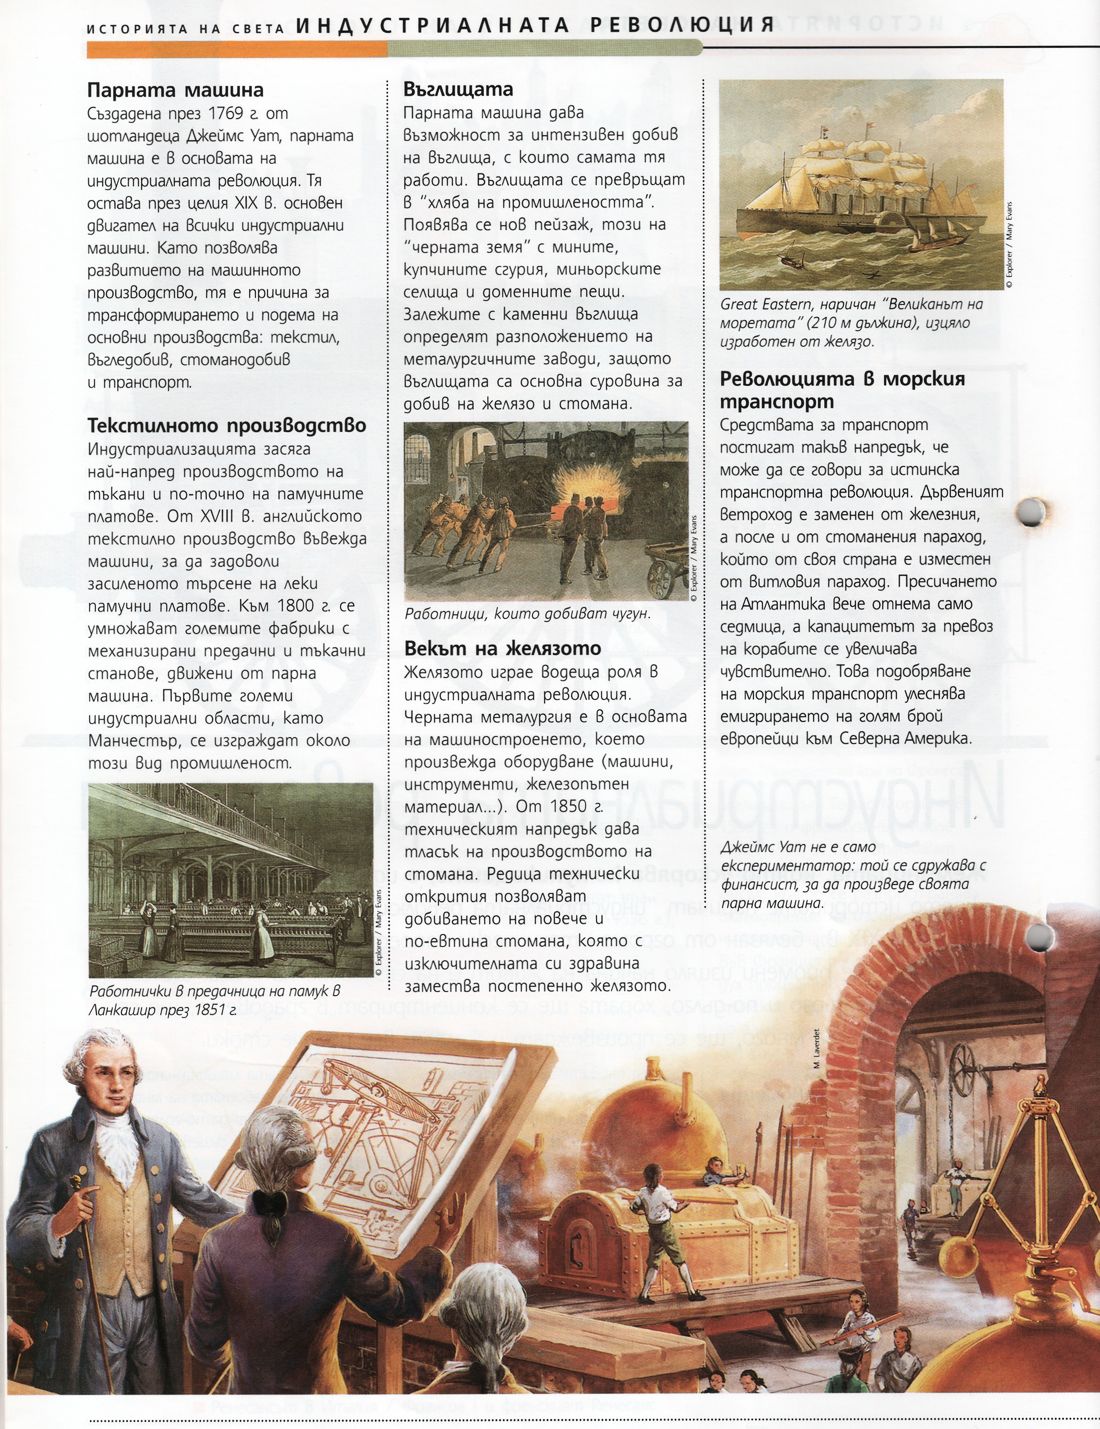 ИСТОРИЯТА НА СВЕТА ИНДУСТРИАЛНАТА РЕВОЛЮЦИЯ
Парната машина
Създадена през 1769 г. от
шотландеца Джеймс Уат, парната
машина е в основата на
индустриалната революция. Тя
остава през целия XIX в. основен
двигател на всички индустриални
машини. Като позволява
развитието на машинното
производство, тя е причина за
трансформирането и подема на
основни производства: текстил,
въгледобив, стоманодобив
и транспорт.
Текстилното производство
Индустриализацията засяга
най-напред производството на
тъкани и по-точно на памучните
платове. От XVIII в. английското
текстилно производство въвежда
машини, за да задоволи
засиленото търсене на леки
памучни платове. Към 1800 г. се
умножават големите фабрики с
механизирани предачни и тъкачни
станове, движени от парна
машина. Първите големи
индустриални области, като
Манчестър, се изграждат около
този вид промишленост.
© Explorer / Mary Evans
Работнички в предачница на памук в
Ланкашир през 1851 г.
Въглищата
Парната машина дава
възможност за интензивен добив
на въглища, с които самата тя
работи. Въглищата се превръщат
в "хляба на промишлеността".
Появява се нов пейзаж, този на
"черната земя" с мините,
купчините сгурия, миньорските
селища и доменните пещи.
Залежите с каменни въглища
определят разположението на
металургичните заводи, защото
въглищата са основна суровина за
добив на желязо и стомана.
© Explorer / Mary Evans
Работници, които добиват чугун.
Векът на желязото
Желязото играе водеща роля в
индустриалната революция.
Черната металургия е в основата
на машиностроенето, което
произвежда оборудване (машини,
инструменти, железопътен
материал...). От 1850 г.
техническият напредък дава
тласък на производството на
стомана. Редица технически
открития позволяват
добиването на повече и
по-евтина стомана, която с
изключителната си здравина
замества постепенно желязото.
© Explorer / Mary Evans
Great Eastern, наричан "Великанът на
моретата" (210 м дължина), изцяло
изработен от желязо.
Революцията в морския
транспорт
Средствата за транспорт
постигат такъв напредък, че
може да се говори за истинска
транспортна революция. Дървеният
ветроход е заменен от железния,
а после и от стоманения параход,
който от своя страна е изместен
от витловия параход. Пресичането
на Атлантика вече отнема само
седмица, а капацитетът за превоз
на корабите се увеличава
чувствително. Това подобряване
на морския транспорт улеснява
емигрирането на голям брой
европейци към Северна Америка.
Джеймс Уат не е само
експериментатор: той се сдружава с
финансист, за да произведе своята
парна машина.
M. Laverdet